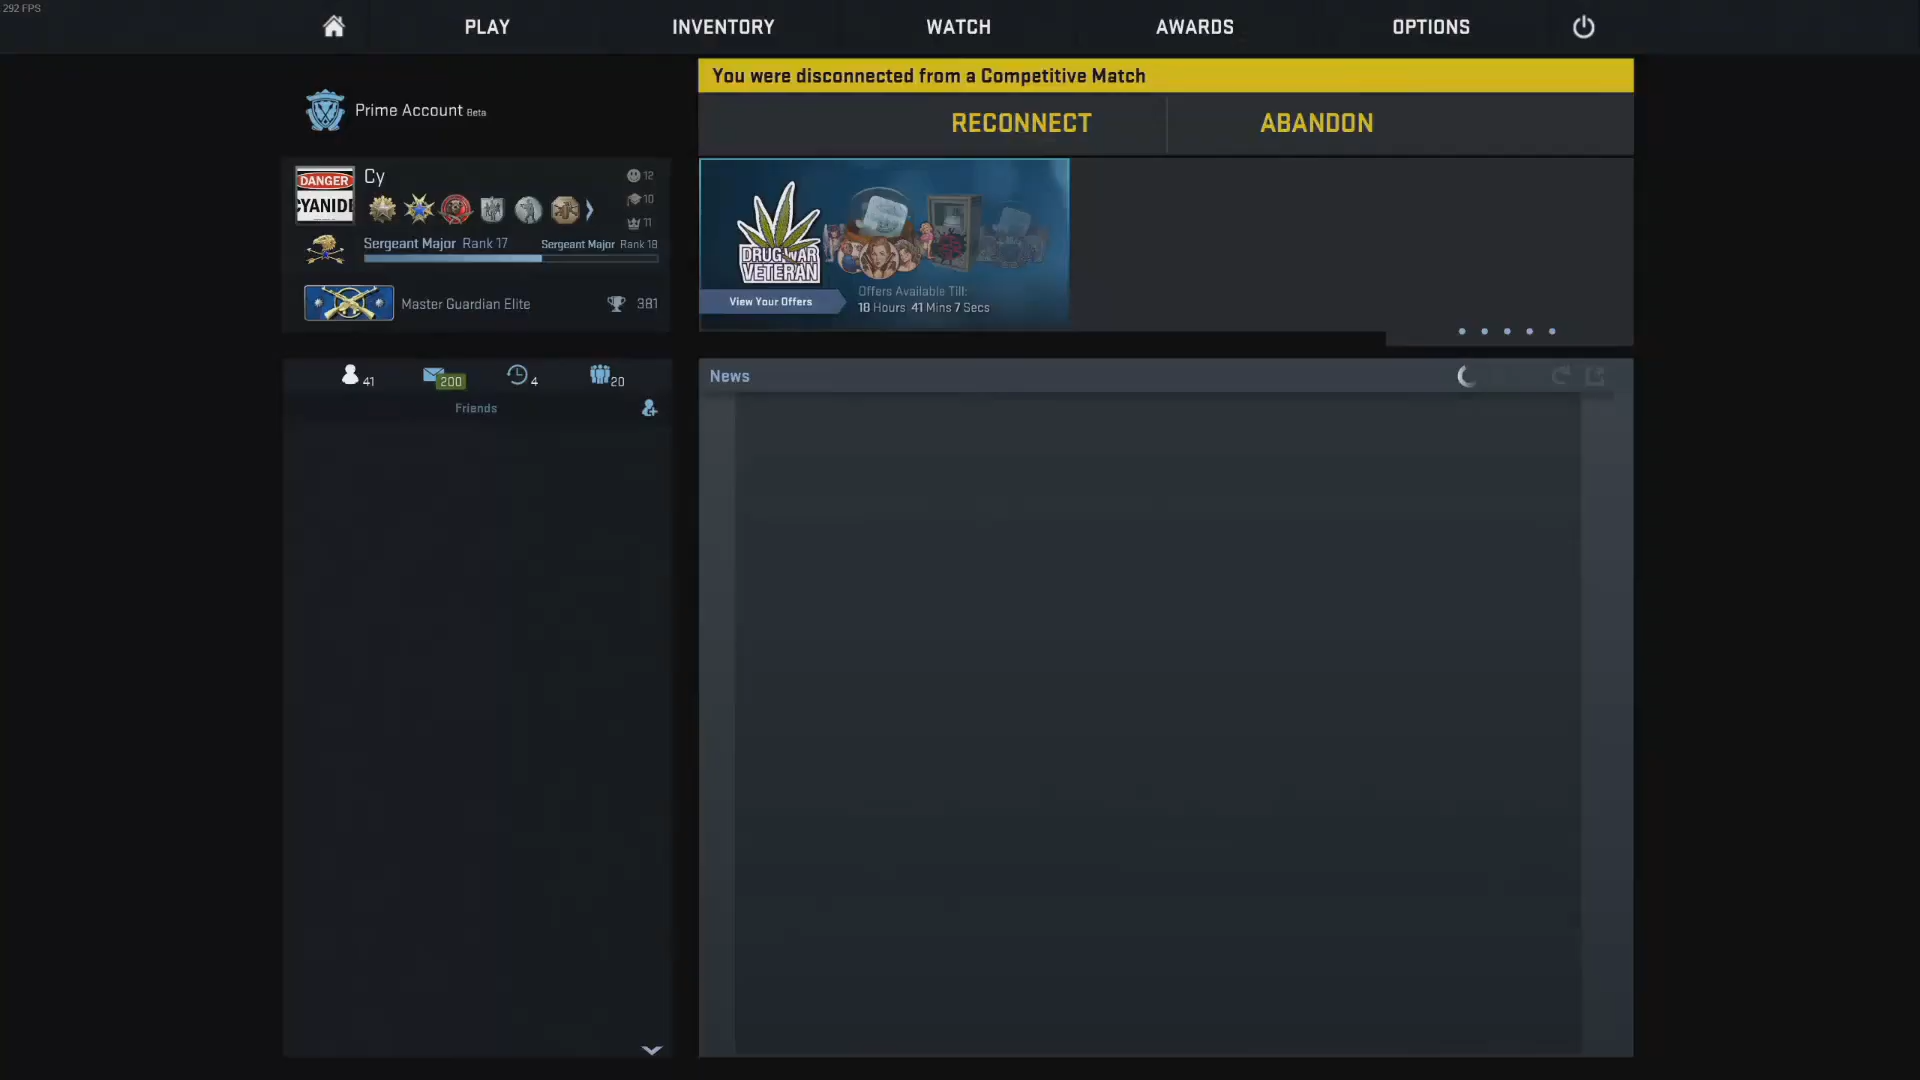 292 FPS
PLAY
INVENTORY
WATCH
AWARDS
OPTIONS
You were disconnected from a Competitive Match
RECONNECT
ABANDON
Prime Account Beta
DANGER
CYANIDE
Cy
12
10
11
Sergeant Major Rank 17
Sergeant Major Rank 18
Master Guardian Elite
381
DRUG WAR
VETERAN
View Your Offers
Offers Available Till:
18 Hours 41 Mins 7 Secs
41
200
4
20
Friends
News